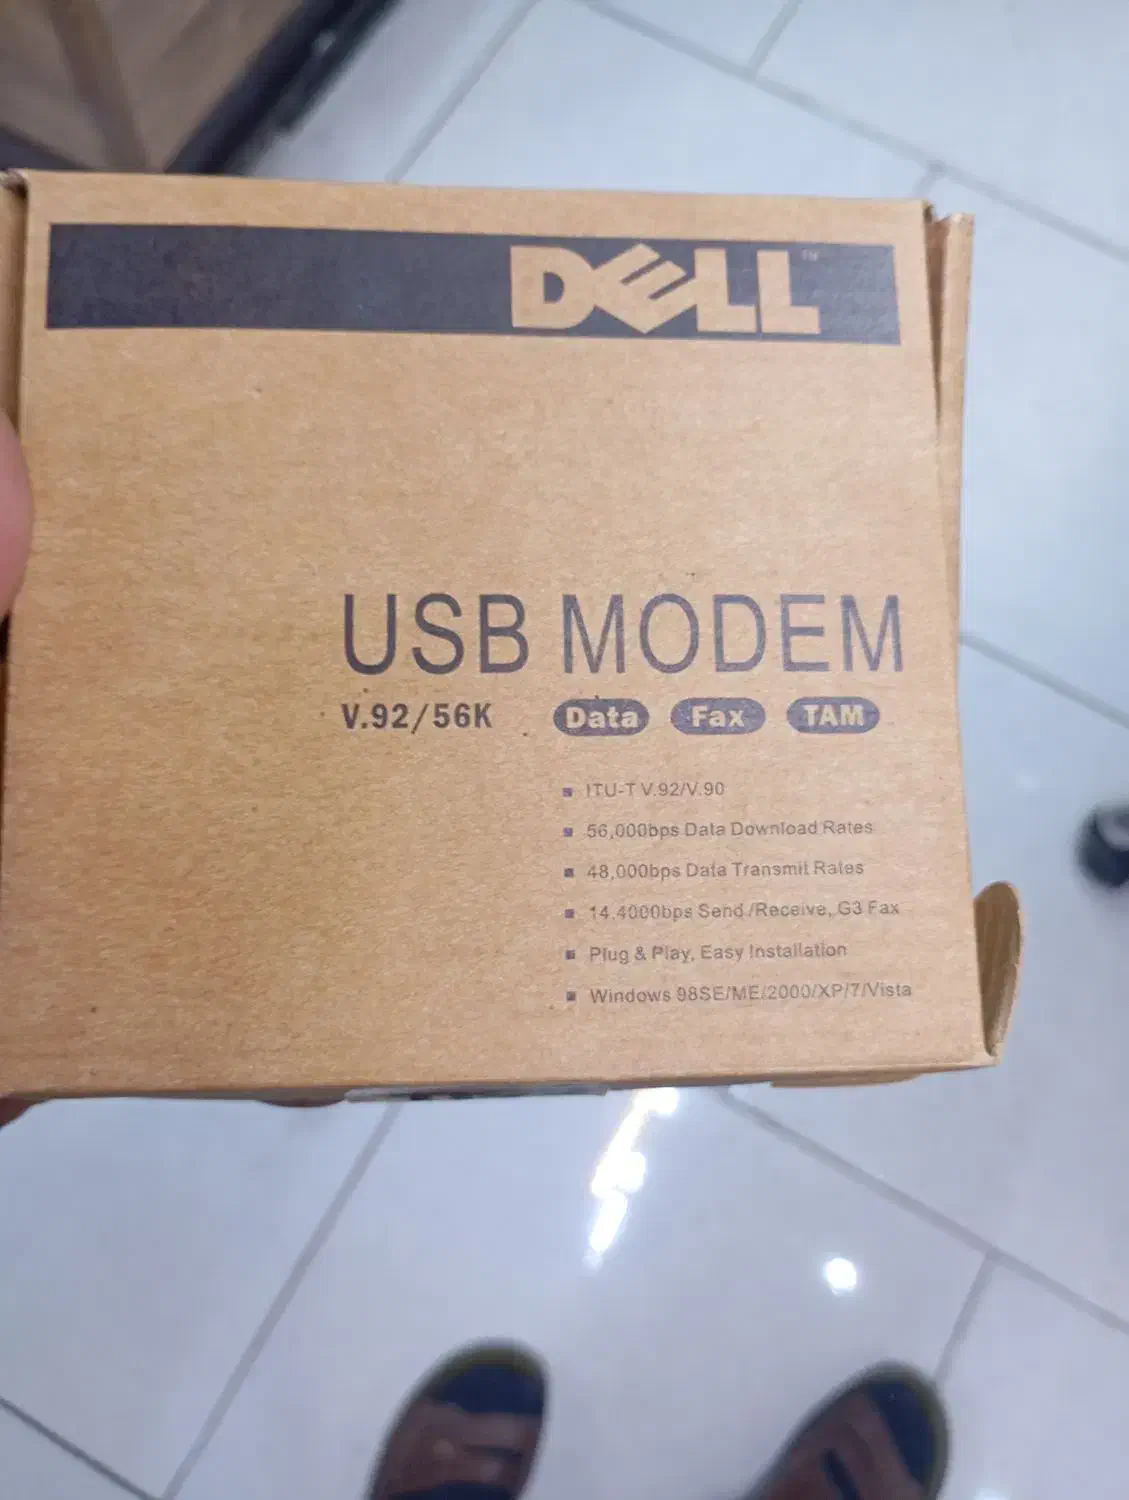 DELL™
USB MODEM
V.92/56K Data Fax TAM
ITU-T V.92/V.90
56,000bps Data Download Rates
48,000bps Data Transmit Rates
14.4000bps Send /Receive, G3 Fax
Plug & Play, Easy Installation
Windows 98SE/ME/2000/XP/7/Vista